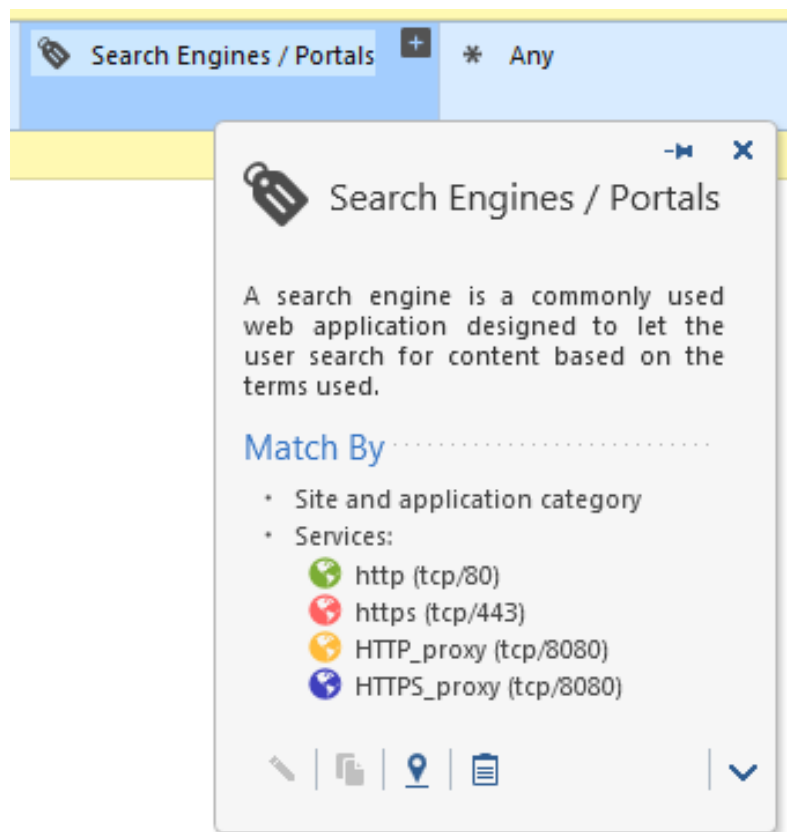 Search Engines / Portals
* Any
Search Engines / Portals
A search engine is a commonly used
web application designed to let the
user search for content based on the
terms used.
Match By
• Site and application category
• Services:
http (tcp/80)
https (tcp/443)
HTTP_proxy (tcp/8080)
HTTPS_proxy (tcp/8080)